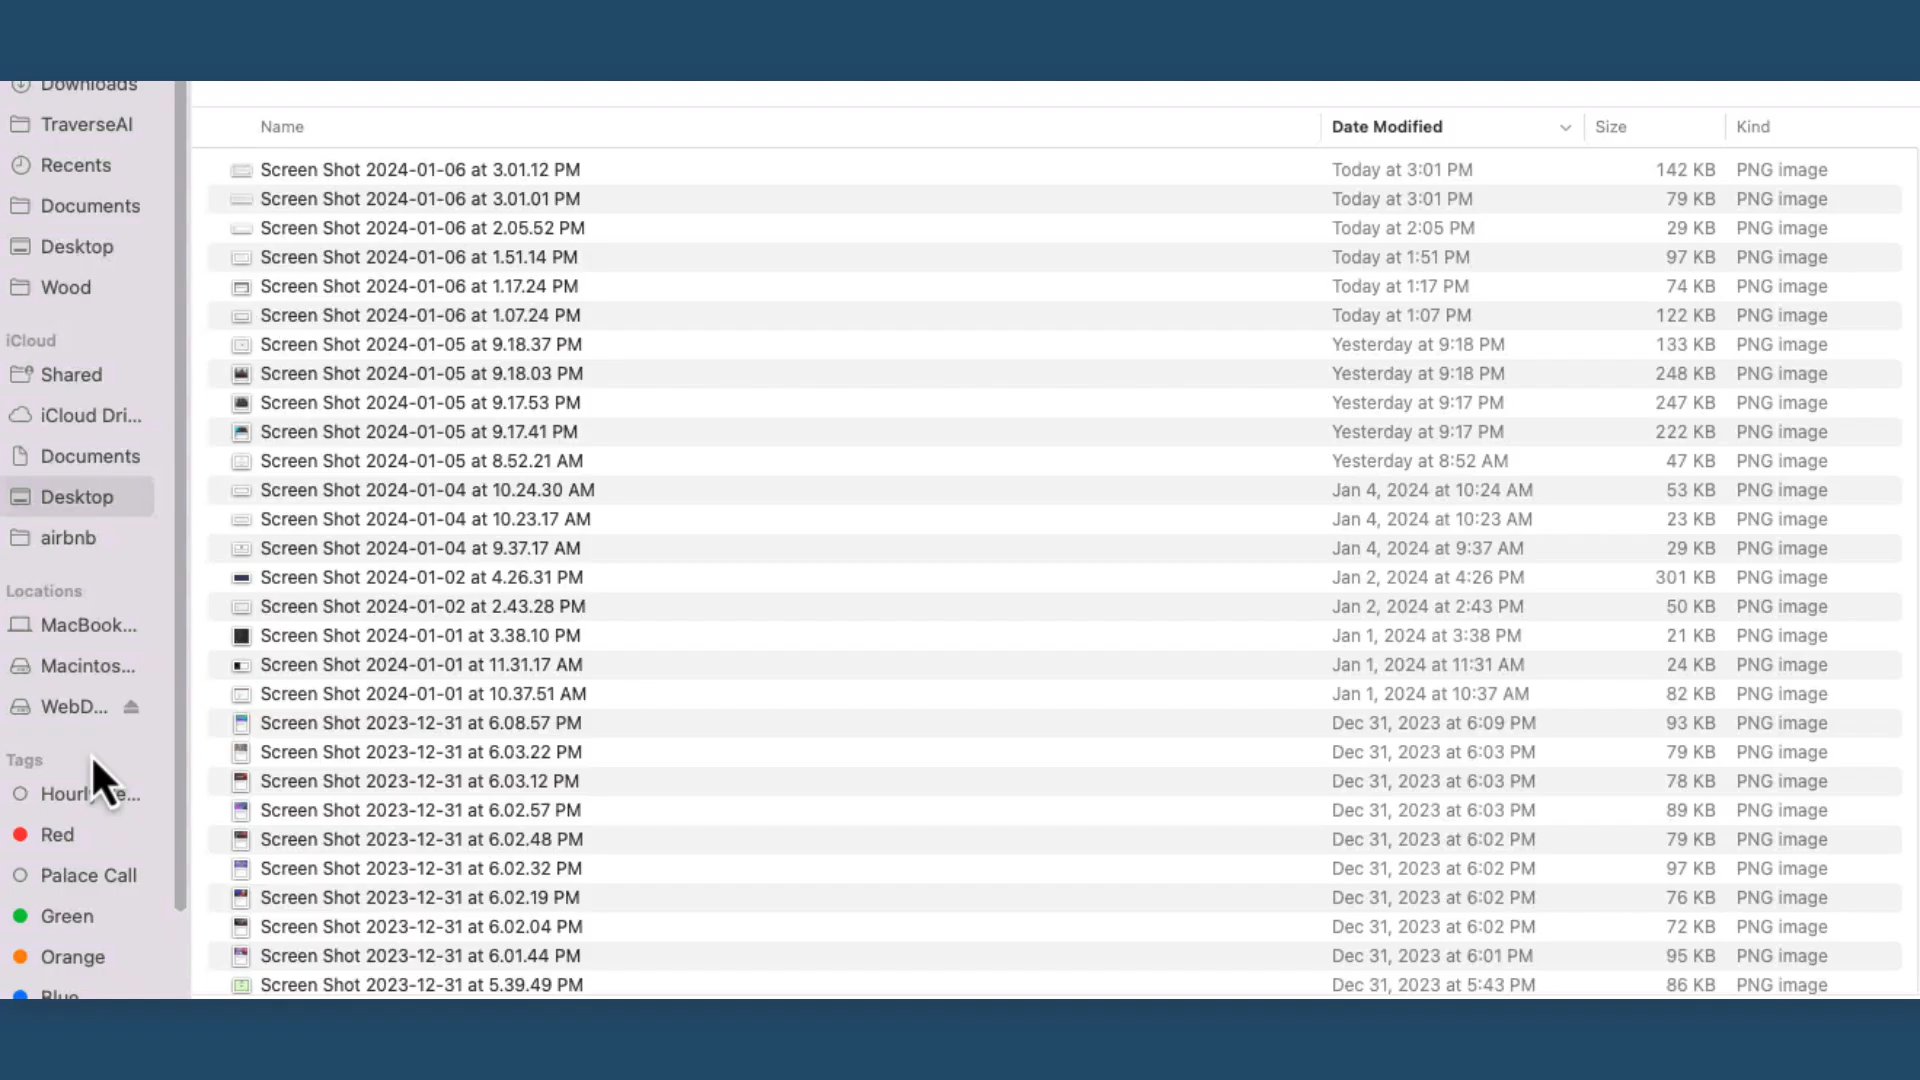 Downloads
TraverseAI
Recents
Documents
Desktop
Wood
iCloud
Shared
iCloud Dri...
Documents
Desktop
airbnb
Locations
MacBook...
Macintos...
WebD...
Tags
Red
Palace Call
Green
Orange
Blue
Name Date Modified Size Kind
Screen Shot 2024-01-06 at 3.01.12 PM Today at 3:01 PM 142 KB PNG image
Screen Shot 2024-01-06 at 3.01.01 PM Today at 3:01 PM 79 KB PNG image
Screen Shot 2024-01-06 at 2.05.52 PM Today at 2:05 PM 29 KB PNG image
Screen Shot 2024-01-06 at 1.51.14 PM Today at 1:51 PM 97 KB PNG image
Screen Shot 2024-01-06 at 1.17.24 PM Today at 1:17 PM 74 KB PNG image
Screen Shot 2024-01-06 at 1.07.24 PM Today at 1:07 PM 122 KB PNG image
Screen Shot 2024-01-05 at 9.18.37 PM Yesterday at 9:18 PM 133 KB PNG image
Screen Shot 2024-01-05 at 9.18.03 PM Yesterday at 9:18 PM 248 KB PNG image
Screen Shot 2024-01-05 at 9.17.53 PM Yesterday at 9:17 PM 247 KB PNG image
Screen Shot 2024-01-05 at 9.17.41 PM Yesterday at 9:17 PM 222 KB PNG image
Screen Shot 2024-01-05 at 8.52.21 AM Yesterday at 8:52 AM 47 KB PNG image
Screen Shot 2024-01-04 at 10.24.30 AM Jan 4, 2024 at 10:24 AM 53 KB PNG image
Screen Shot 2024-01-04 at 10.23.17 AM Jan 4, 2024 at 10:23 AM 23 KB PNG image
Screen Shot 2024-01-04 at 9.37.17 AM Jan 4, 2024 at 9:37 AM 29 KB PNG image
Screen Shot 2024-01-02 at 4.26.31 PM Jan 2, 2024 at 4:26 PM 301 KB PNG image
Screen Shot 2024-01-02 at 2.43.28 PM Jan 2, 2024 at 2:43 PM 50 KB PNG image
Screen Shot 2024-01-01 at 3.38.10 PM Jan 1, 2024 at 3:38 PM 21 KB PNG image
Screen Shot 2024-01-01 at 11.31.17 AM Jan 1, 2024 at 11:31 AM 24 KB PNG image
Screen Shot 2024-01-01 at 10.37.51 AM Jan 1, 2024 at 10:37 AM 82 KB PNG image
Screen Shot 2023-12-31 at 6.08.57 PM Dec 31, 2023 at 6:09 PM 93 KB PNG image
Screen Shot 2023-12-31 at 6.03.22 PM Dec 31, 2023 at 6:03 PM 79 KB PNG image
Screen Shot 2023-12-31 at 6.03.12 PM Dec 31, 2023 at 6:03 PM 78 KB PNG image
Screen Shot 2023-12-31 at 6.02.57 PM Dec 31, 2023 at 6:03 PM 89 KB PNG image
Screen Shot 2023-12-31 at 6.02.48 PM Dec 31, 2023 at 6:02 PM 79 KB PNG image
Screen Shot 2023-12-31 at 6.02.32 PM Dec 31, 2023 at 6:02 PM 97 KB PNG image
Screen Shot 2023-12-31 at 6.02.19 PM Dec 31, 2023 at 6:02 PM 76 KB PNG image
Screen Shot 2023-12-31 at 6.02.04 PM Dec 31, 2023 at 6:02 PM 72 KB PNG image
Screen Shot 2023-12-31 at 6.01.44 PM Dec 31, 2023 at 6:01 PM 95 KB PNG image
Screen Shot 2023-12-31 at 5.39.49 PM Dec 31, 2023 at 5:43 PM 86 KB PNG image